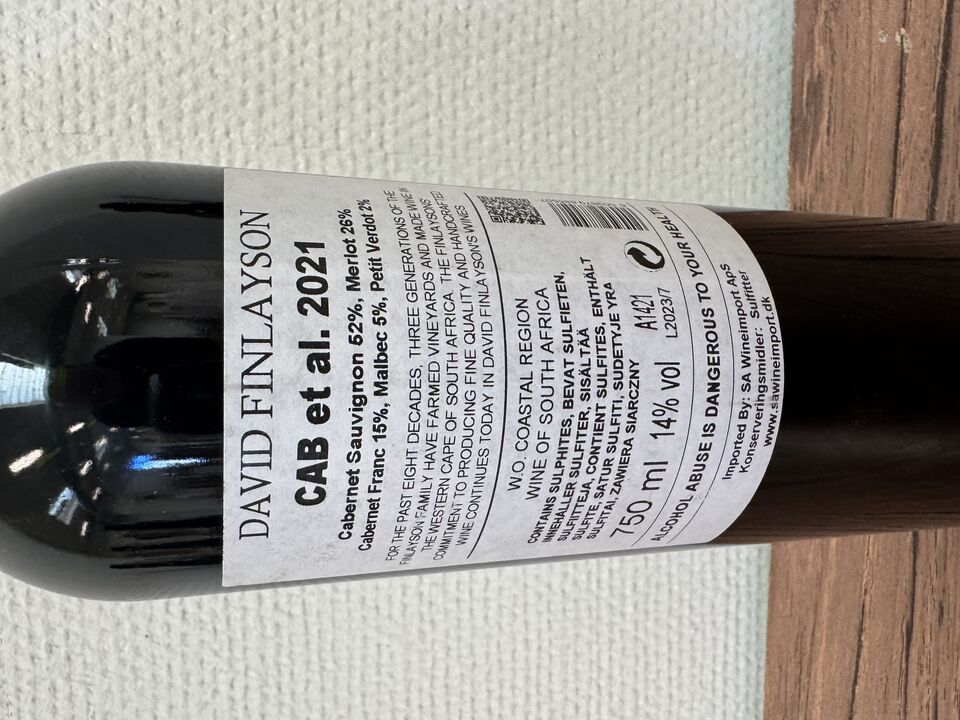 DAVID FINLAYSON
CAB et al. 2021
Cabernet Sauvignon 52%, Merlot 26%
Cabernet Franc 15%, Malbec 5%, Petit Verdot 2%
FOR THE PAST EIGHT DECADES, THREE GENERATIONS OF THE
FINLAYSON FAMILY HAVE FARMED VINEYARDS AND MADE WINE IN
THE WESTERN CAPE OF SOUTH AFRICA. THE FINLAYSONS'
COMMITMENT TO PRODUCING FINE QUALITY AND HANDCRAFTED
WINE CONTINUES TODAY IN DAVID FINLAYSON'S WINES
W.O. COASTAL REGION
WINE OF SOUTH AFRICA
CONTAINS SULPHITES, BEVAT SULFIETEN,
INNEHALLER SULFITER, SISÄLTÄÄ
SULFIITTEJA, CONTIENT SULFITES, ENTHÄLT
SULFITE, SATUR SULFITI, SUDETYJE YRA
SULFITAI, ZAWIERA SIARCZNY
A1421
750 ml 14% vol L2023/7
ALCOHOL ABUSE IS DANGEROUS TO YOUR HEALTH
Imported By: SA Wineimport APS
Konserveringsmidler: Sulfitter
www.sawineimport.dk